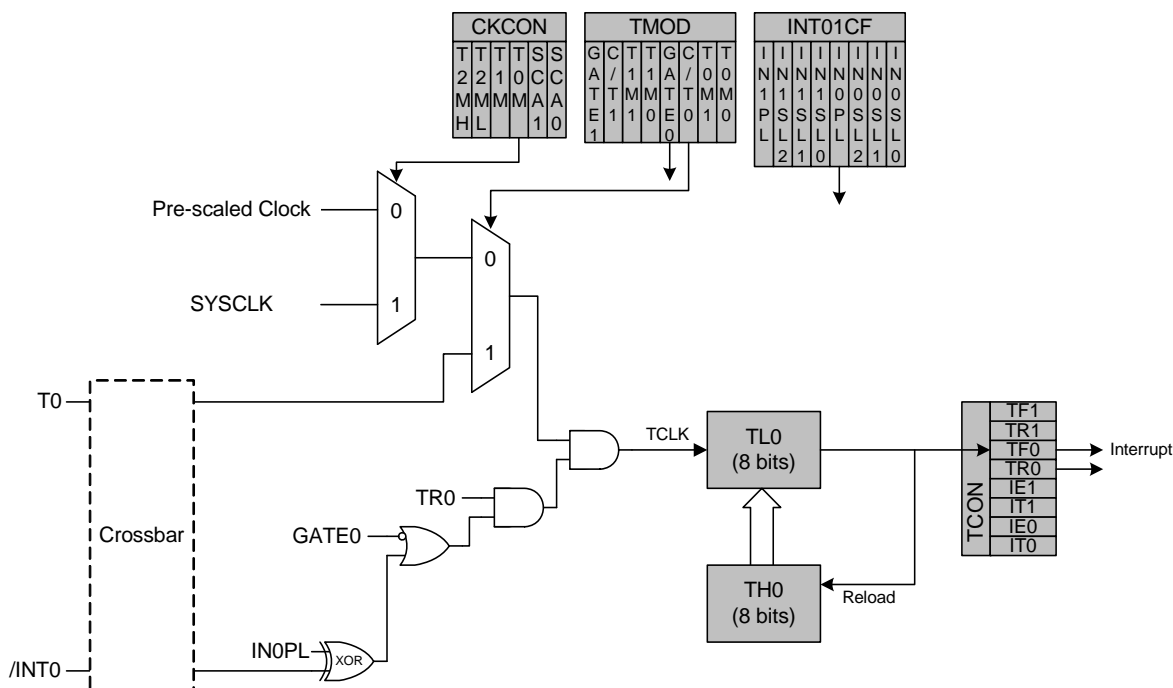 CKCON
T2MH
T2ML
T1M
T0M
SCA1
SCA0
TMOD
GATE1
C/T1
T1M1
T1M0
GATE0
C/T0
T0M1
T0M0
INT01CF
IN1PL
IN1SL2
IN1SL1
IN1SL0
IN0PL
IN0SL2
IN0SL1
IN0SL0
Pre-scaled Clock
0
0
SYSCLK
1
1
T0
Crossbar
TCLK
TL0
(8 bits)
TCON
TF1
TR1
TF0
TR0
IE1
IT1
IE0
IT0
Interrupt
TR0
GATE0
TH0
(8 bits)
Reload
IN0PL
XOR
/INT0